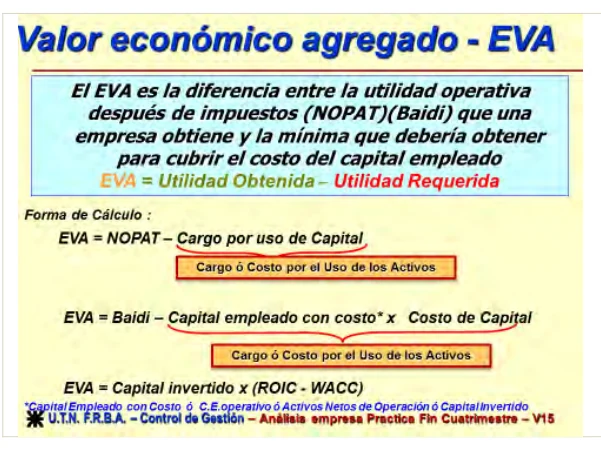 Valor económico agregado - EVA
El EVA es la diferencia entre la utilidad operativa
después de impuestos (NOPAT)(Baidi) que una
empresa obtiene y la mínima que debería obtener
para cubrir el costo del capital empleado
EVA = Utilidad Obtenida – Utilidad Requerida
Forma de Cálculo :
EVA = NOPAT – Cargo por uso de Capital
Cargo ó Costo por el Uso de los Activos
EVA = Baidi – Capital empleado con costo* x Costo de Capital
Cargo ó Costo por el Uso de los Activos
EVA = Capital invertido x (ROIC - WACC)
*Capital Empleado con Costo ó C.E.operativo ó Activos Netos de Operación ó Capital Invertido
U.T.N. F.R.B.A. – Control de Gestión – Análisis empresa Practica Fin Cuatrimestre – V15